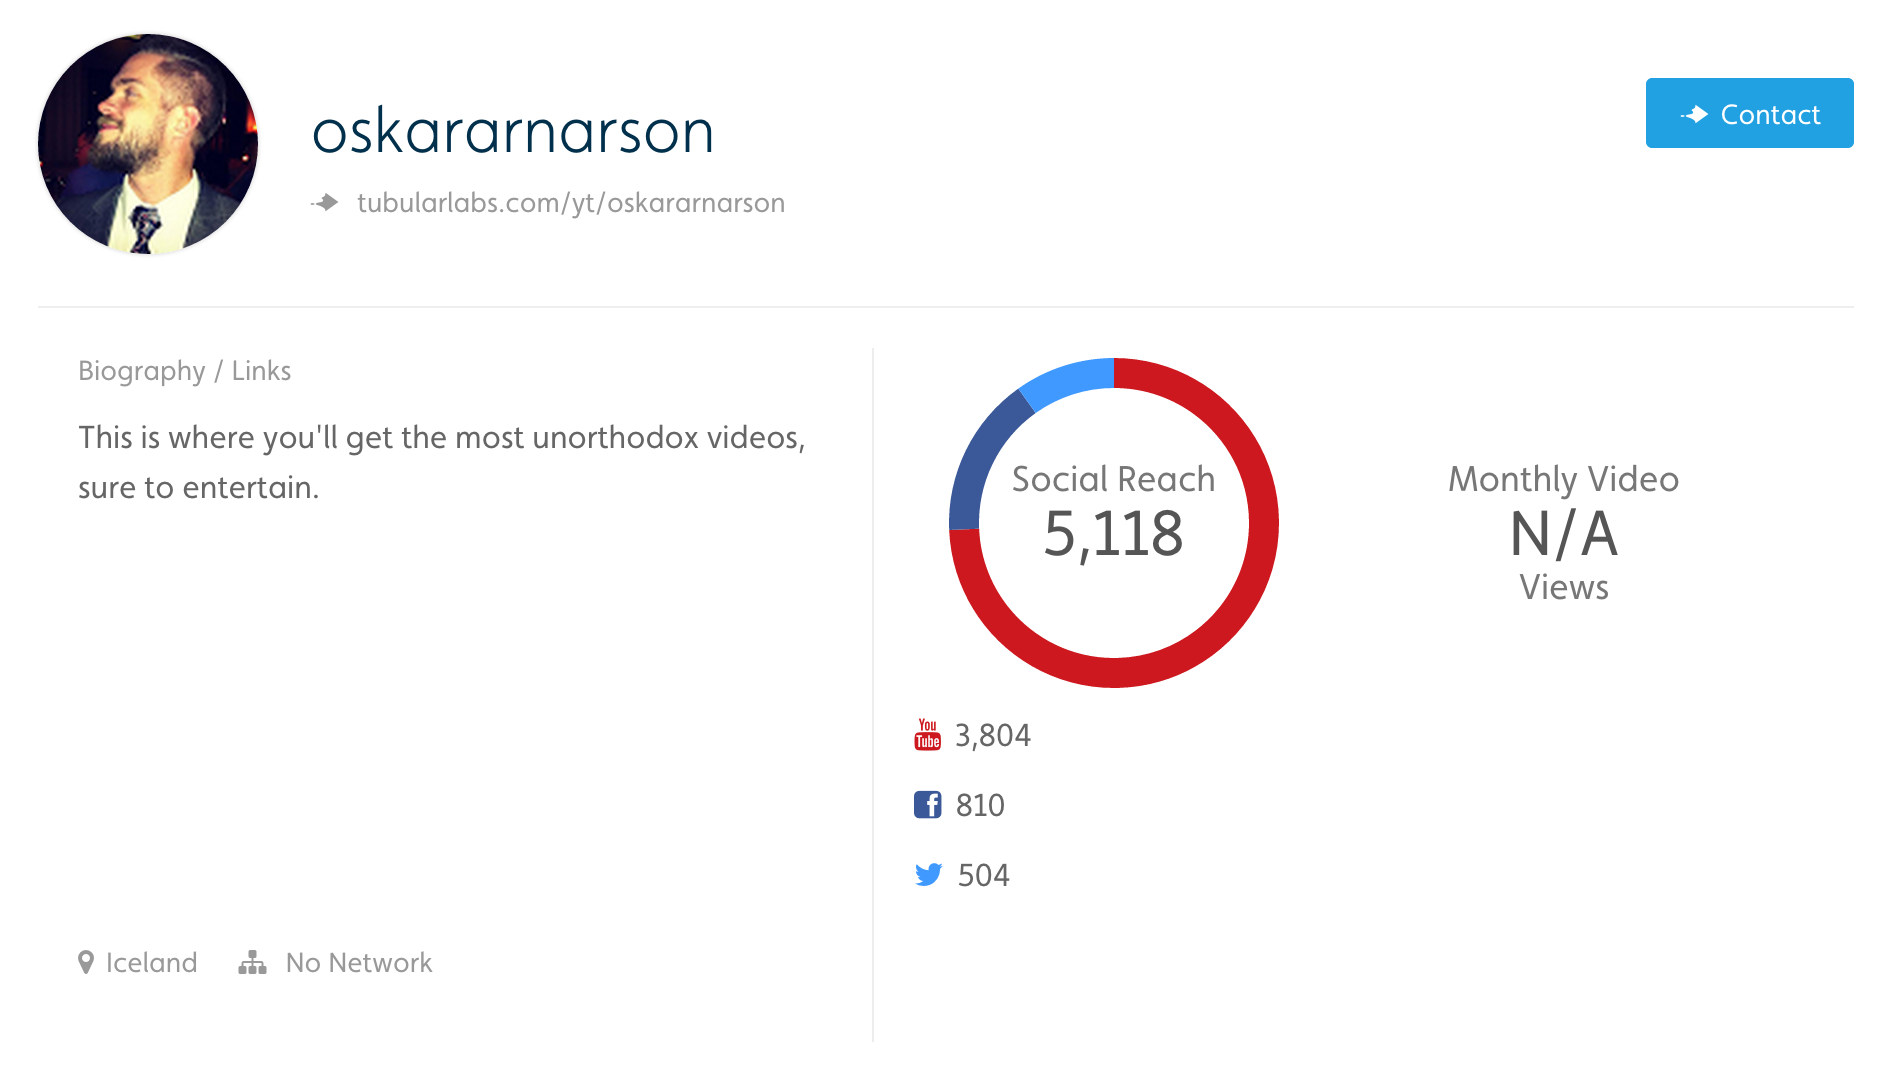 oskararnarson
tubularlabs.com/yt/oskararnarson
Contact
Biography / Links
This is where you'll get the most unorthodox videos,
sure to entertain.
Iceland
No Network
Social Reach
5,118
You
Tube
3,804
f
810
504
Monthly Video
N/A
Views